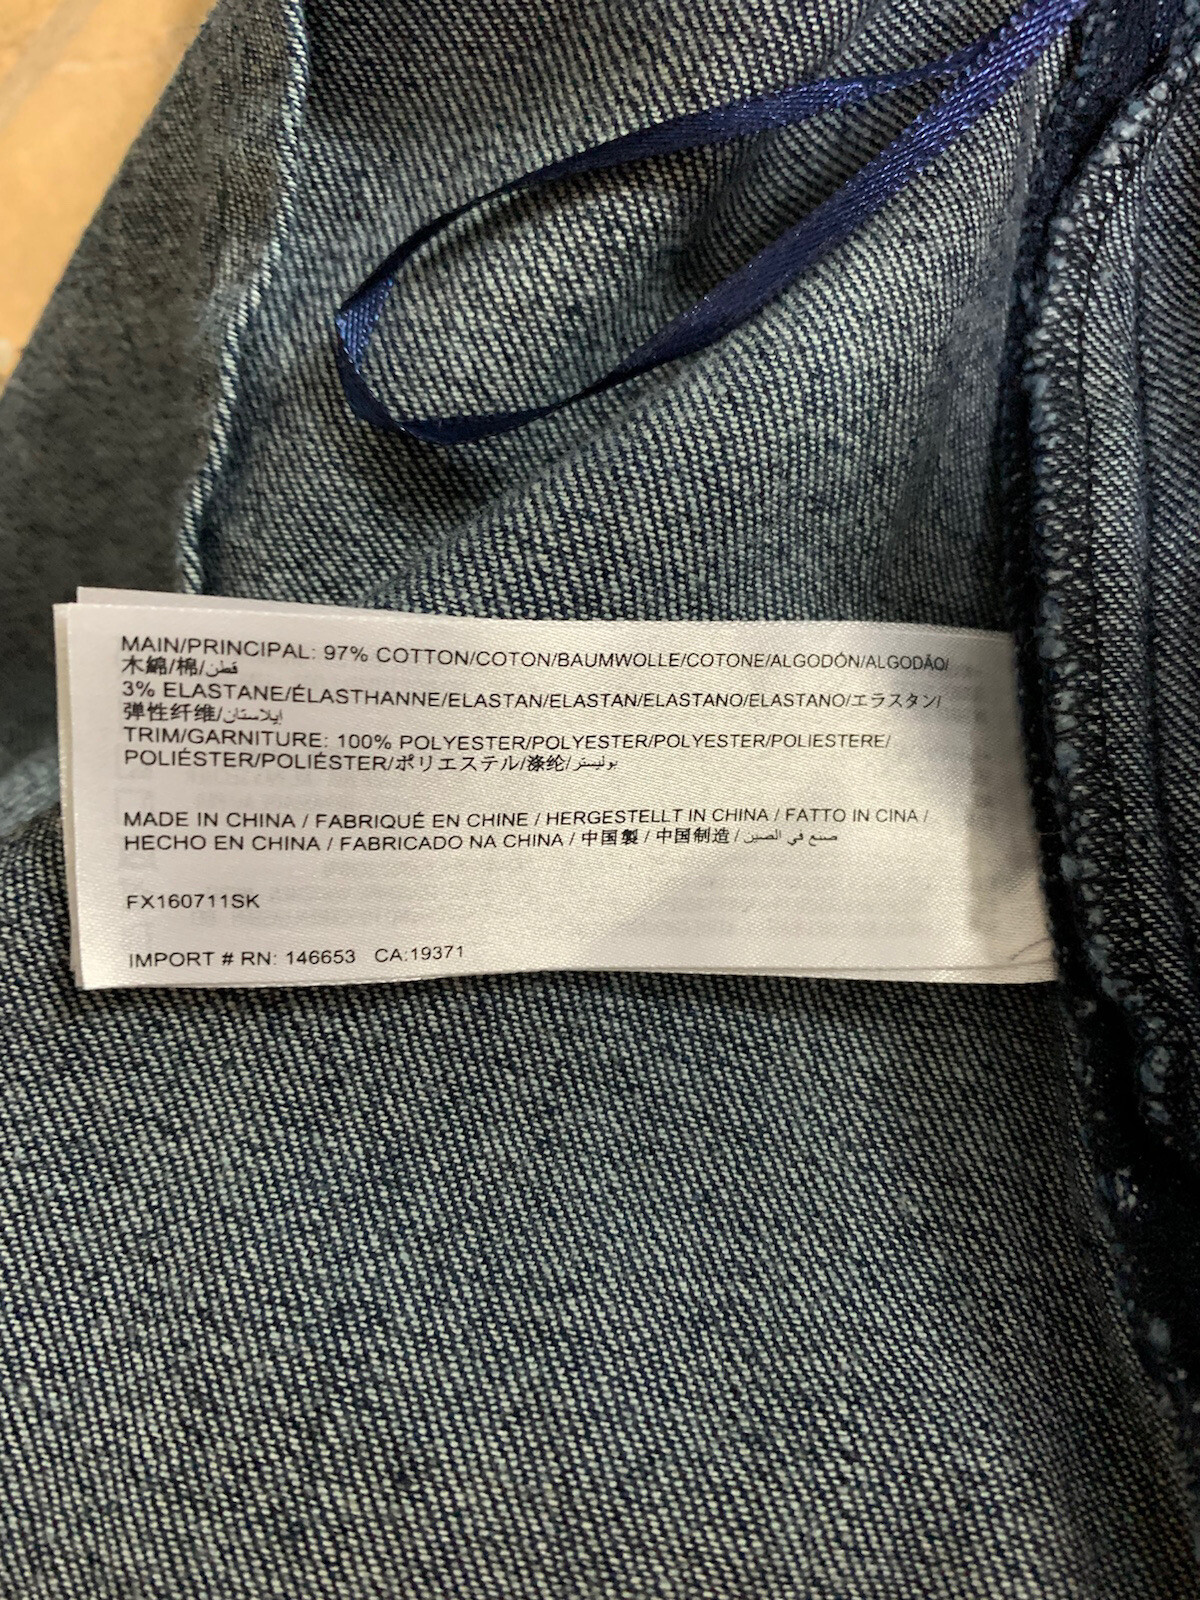 MAIN/PRINCIPAL: 97% COTTON/COTON/BAUMWOLLE/COTONE/ALGODÓN/ALGODÃO/
木綿/棉/قطن
3% ELASTANE/ÉLASTHANNE/ELASTAN/ELASTAN/ELASTANO/ELASTANO/エラスタン/
弹性纤维/إيلاستان
TRIM/GARNITURE: 100% POLYESTER/POLYESTER/POLYESTER/POLIESTERE/
POLIÉSTER/POLIÉSTER/ポリエステル/涤纶/بوليستر
MADE IN CHINA / FABRIQUÉ EN CHINE / HERGESTELLT IN CHINA / FATTO IN CINA /
HECHO EN CHINA / FABRICADO NA CHINA / 中国製 / 中国制造 / صنع في الصين
FX160711SK
IMPORT # RN: 146653 CA:19371